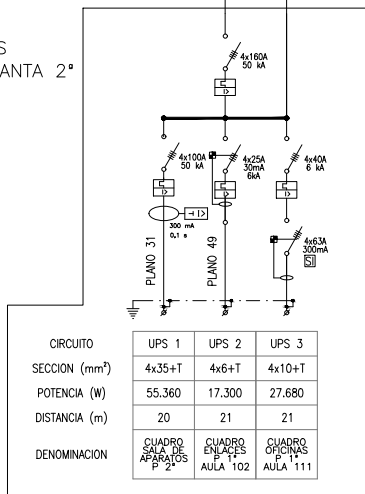 S
ANTA 2ª
4x160A
50 kA
4x100A
50 kA
4x25A
30mA
6kA
4x40A
6 kA
300 mA
0,1 s
4x63A
300mA
SI
PLANO 31
PLANO 49
CIRCUITO UPS 1 UPS 2 UPS 3
SECCION (mm²) 4x35+T 4x6+T 4x10+T
POTENCIA (W) 55.360 17.300 27.680
DISTANCIA (m) 20 21 21
DENOMINACION
CUADRO
SALA DE
APARATOS
P 2ª
CUADRO
ENLACES
P 1ª
AULA 102
CUADRO
OFICINAS
P 1ª
AULA 111